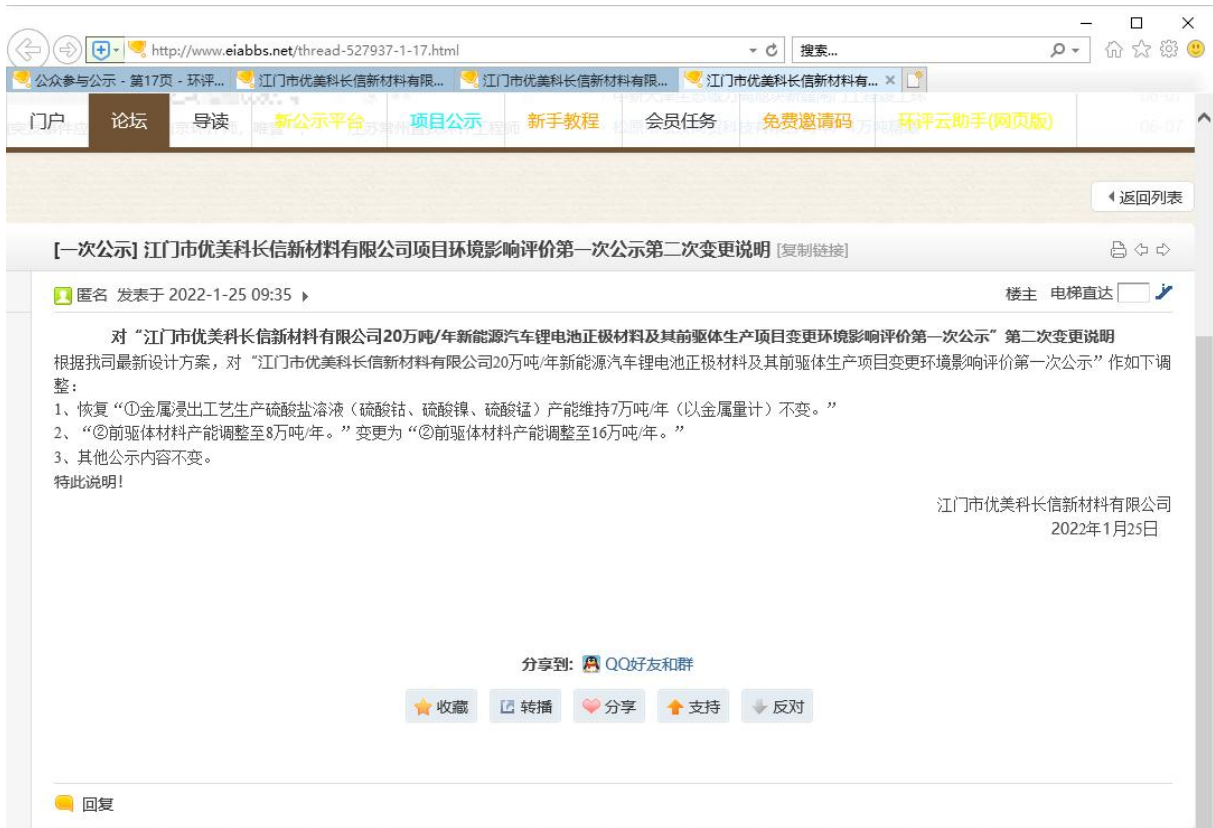 http://www.eiabbs.net/thread-527937-1-17.html
搜索...
公众参与公示 - 第17页 - 环评...
江门市优美科长信新材料有限...
江门市优美科长信新材料有限...
江门市优美科长信新材料有...
门户 论坛 导读 新公示平台 项目公示 新手教程 会员任务 免费邀请码 环评云助手(网页版)
06-07
返回列表
[一次公示] 江门市优美科长信新材料有限公司项目环境影响评价第一次公示第二次变更说明 [复制链接]
匿名 发表于 2022-1-25 09:35
楼主 电梯直达
对“江门市优美科长信新材料有限公司20万吨/年新能源汽车锂电池正极材料及其前驱体生产项目变更环境影响评价第一次公示”第二次变更说明
根据我司最新设计方案，对“江门市优美科长信新材料有限公司20万吨/年新能源汽车锂电池正极材料及其前驱体生产项目变更环境影响评价第一次公示”作如下调
整：
1、恢复“①金属浸出工艺生产硫酸盐溶液（硫酸钴、硫酸镍、硫酸锰）产能维持7万吨/年（以金属量计）不变。”
2、“②前驱体材料产能调整至8万吨/年。”变更为“②前驱体材料产能调整至16万吨/年。”
3、其他公示内容不变。
特此说明！
江门市优美科长信新材料有限公司
2022年1月25日
分享到: QQ好友和群
收藏 转播 分享 支持 反对
回复